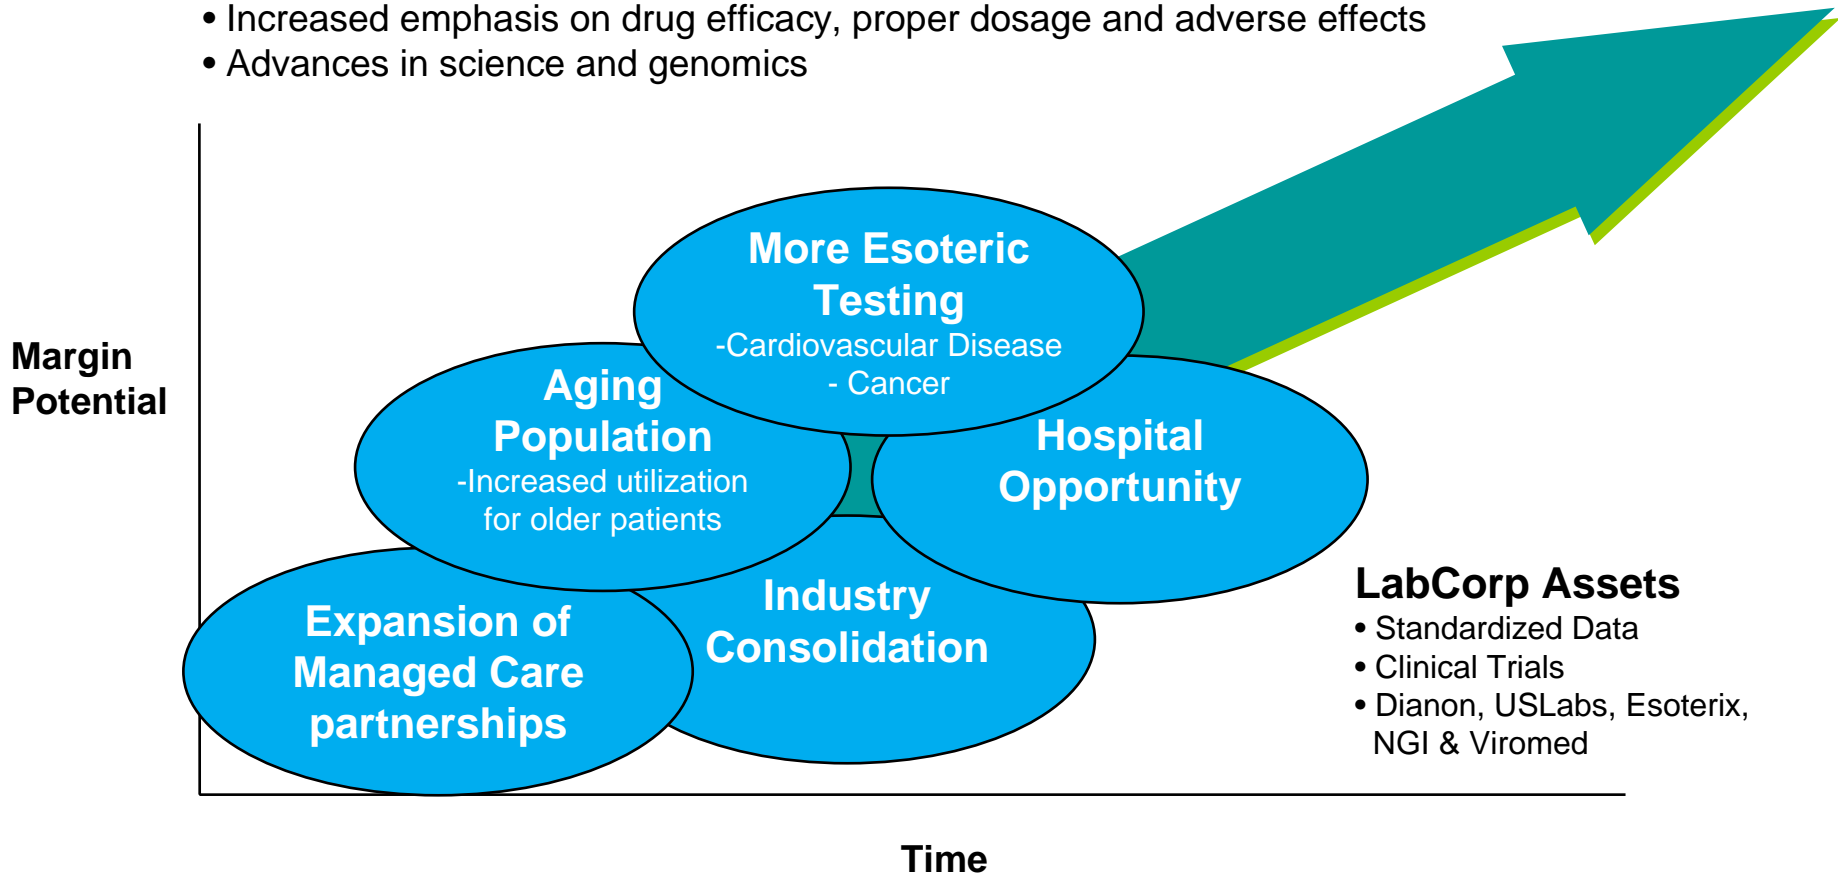 • Increased emphasis on drug efficacy, proper dosage and adverse effects
• Advances in science and genomics
More Esoteric
Testing
-Cardiovascular Disease
- Cancer
Margin
Potential
Aging
Population
-Increased utilization
for older patients
Hospital
Opportunity
Industry
Consolidation
Expansion of
Managed Care
partnerships
LabCorp Assets
• Standardized Data
• Clinical Trials
• Dianon, USLabs, Esoterix,
NGI & Viromed
Time